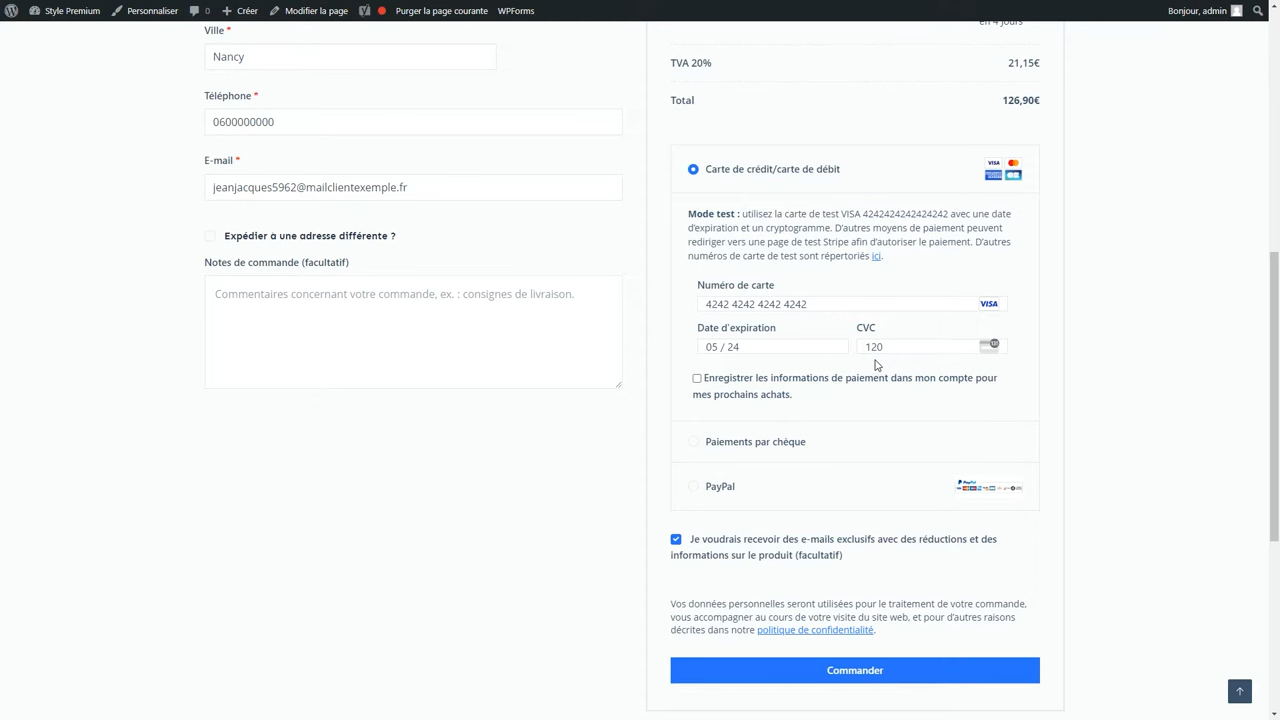 Style Premium Personnaliser 0 Créer Modifier la page Purger la page courante WPForms Bonjour, admin
Ville *
Nancy
Téléphone *
0600000000
E-mail *
jeanjacques5962@mailclientexemple.fr
Expédier à une adresse différente ?
Notes de commande (facultatif)
Commentaires concernant votre commande, ex. : consignes de livraison.
en 4 jours
TVA 20% 21,15€
Total 126,90€
Carte de crédit/carte de débit VISA
Mode test : utilisez la carte de test VISA 4242424242424242 avec une date
d'expiration et un cryptogramme. D'autres moyens de paiement peuvent
rediriger vers une page de test Stripe afin d'autoriser le paiement. D'autres
numéros de carte de test sont répertoriés ici.
Numéro de carte
4242 4242 4242 4242 VISA
Date d'expiration CVC
05 / 24 120
Enregistrer les informations de paiement dans mon compte pour
mes prochains achats.
Paiements par chèque
PayPal PayPal
Je voudrais recevoir des e-mails exclusifs avec des réductions et des
informations sur le produit (facultatif)
Vos données personnelles seront utilisées pour le traitement de votre commande,
vous accompagner au cours de votre visite du site web, et pour d'autres raisons
décrites dans notre politique de confidentialité.
Commander